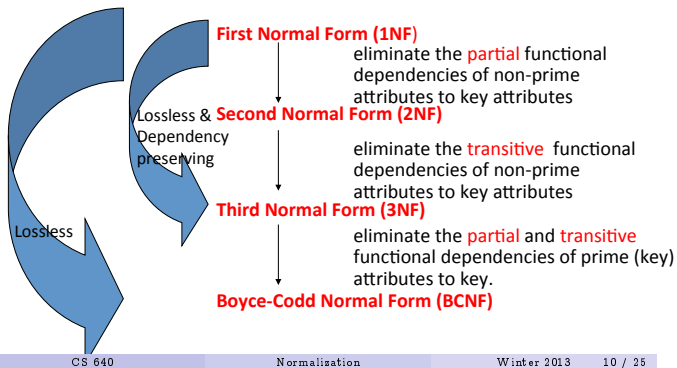 First Normal Form (1NF)
eliminate the partial functional
dependencies of non-prime
attributes to key attributes
Lossless &
Dependency
preserving
Second Normal Form (2NF)
eliminate the transitive functional
dependencies of non-prime
attributes to key attributes
Third Normal Form (3NF)
Lossless
eliminate the partial and transitive
functional dependencies of prime (key)
attributes to key.
Boyce-Codd Normal Form (BCNF)
CS 640 Normalization Winter 2013 10 / 25